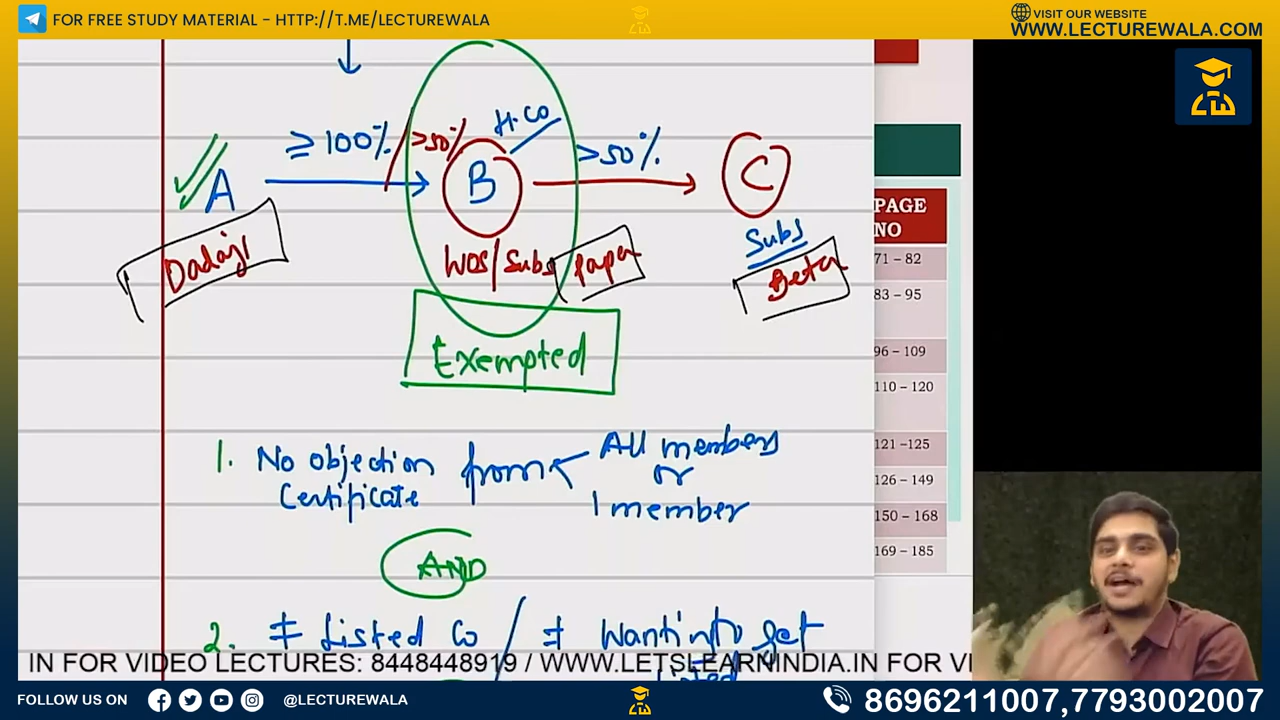 FOR FREE STUDY MATERIAL - HTTP://T.ME/LECTUREWALA
VISIT OUR WEBSITE
WWW.LECTUREWALA.COM
H.CO
≥100% / >50%
>50%
A
B
C
Dadaji
WOS/Subs
Papa
Subs
Beta
Exempted
1. No objection from All members
Certificate or
1 member
AND
2. ≠ Listed Co / ≠ Want into get
PAGE
NO
71 – 82
83 – 95
96 – 109
110 – 120
121 –125
126 – 149
150 – 168
169 – 185
IN FOR VIDEO LECTURES: 8448448919 / WWW.LETSLEARNINDIA.IN FOR VI
FOLLOW US ON
@LECTUREWALA
8696211007,7793002007